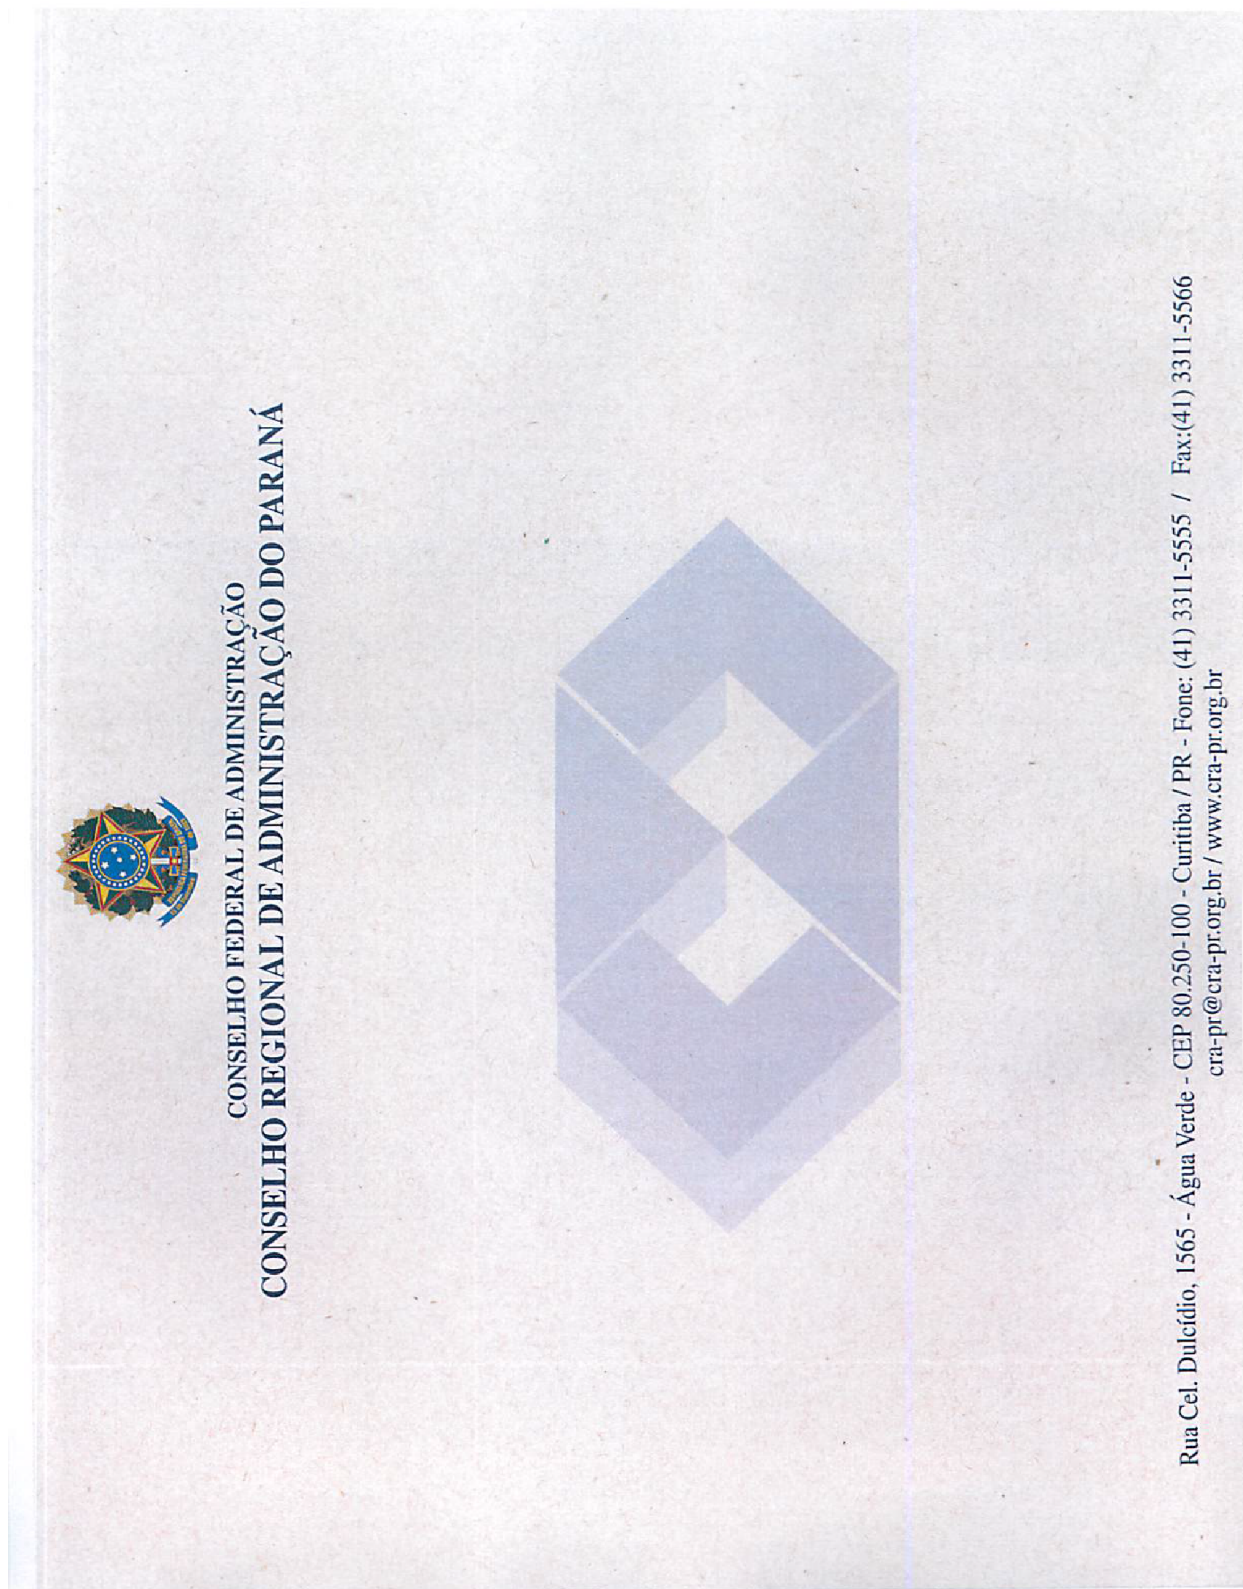 CONSELHO FEDERAL DE ADMINISTRAÇÃO
CONSELHO REGIONAL DE ADMINISTRAÇÃO DO PARANÁ
Rua Cel. Dulcídio, 1565 - Água Verde - CEP 80.250-100 - Curitiba / PR - Fone: (41) 3311-5555 / Fax:(41) 3311-5566
cra-pr@cra-pr.org.br / www.cra-pr.org.br